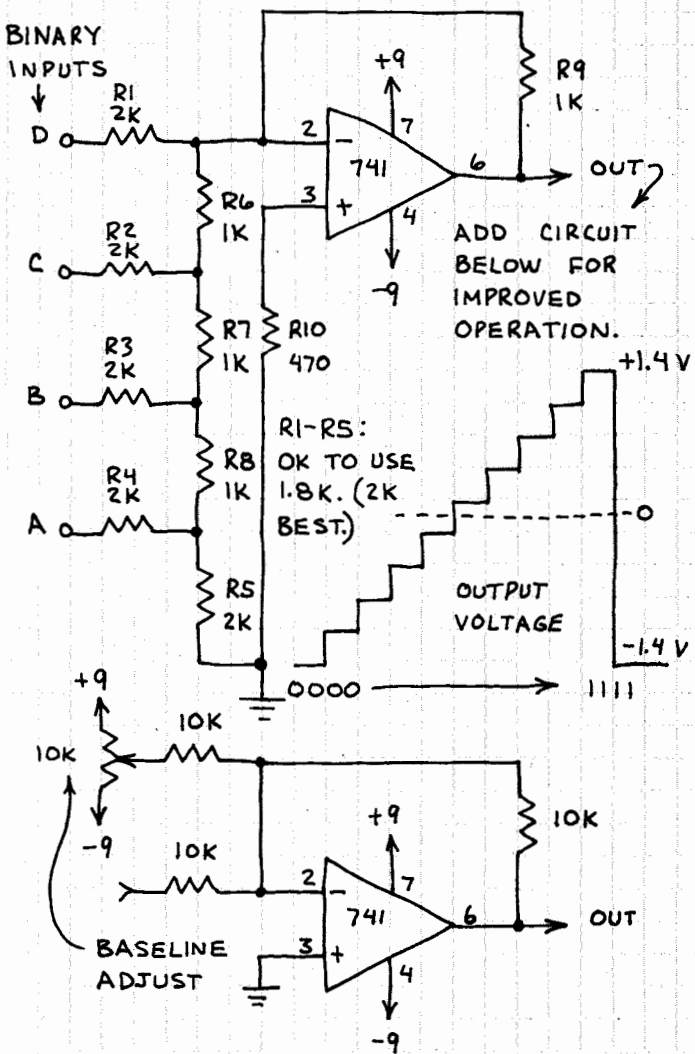 BINARY
INPUTS
D
R1
2K
C
R2
2K
B
R3
2K
A
R4
2K
R6
1K
R7
1K
R8
1K
R5
2K
R10
470
2 -
3 +
741
+9
7
6
4
-9
R9
1K
OUT
ADD CIRCUIT
BELOW FOR
IMPROVED
OPERATION.
R1-R5:
OK TO USE
1.8K. (2K
BEST.)
+1.4 V
0
OUTPUT
VOLTAGE
-1.4 V
0000
1111
+9
10K
-9
10K
10K
BASELINE
ADJUST
2 -
3 +
741
+9
7
6
4
-9
10K
OUT